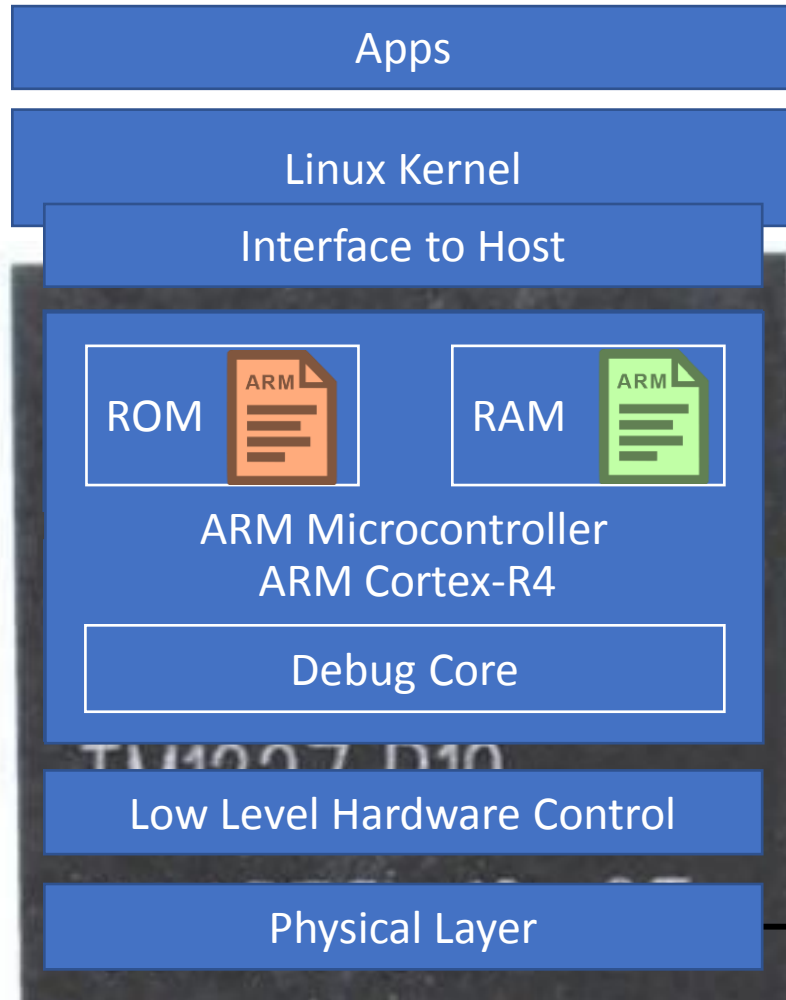 Apps
Linux Kernel
Interface to Host
ROM
ARM
RAM
ARM
ARM Microcontroller
ARM Cortex-R4
Debug Core
Low Level Hardware Control
Physical Layer